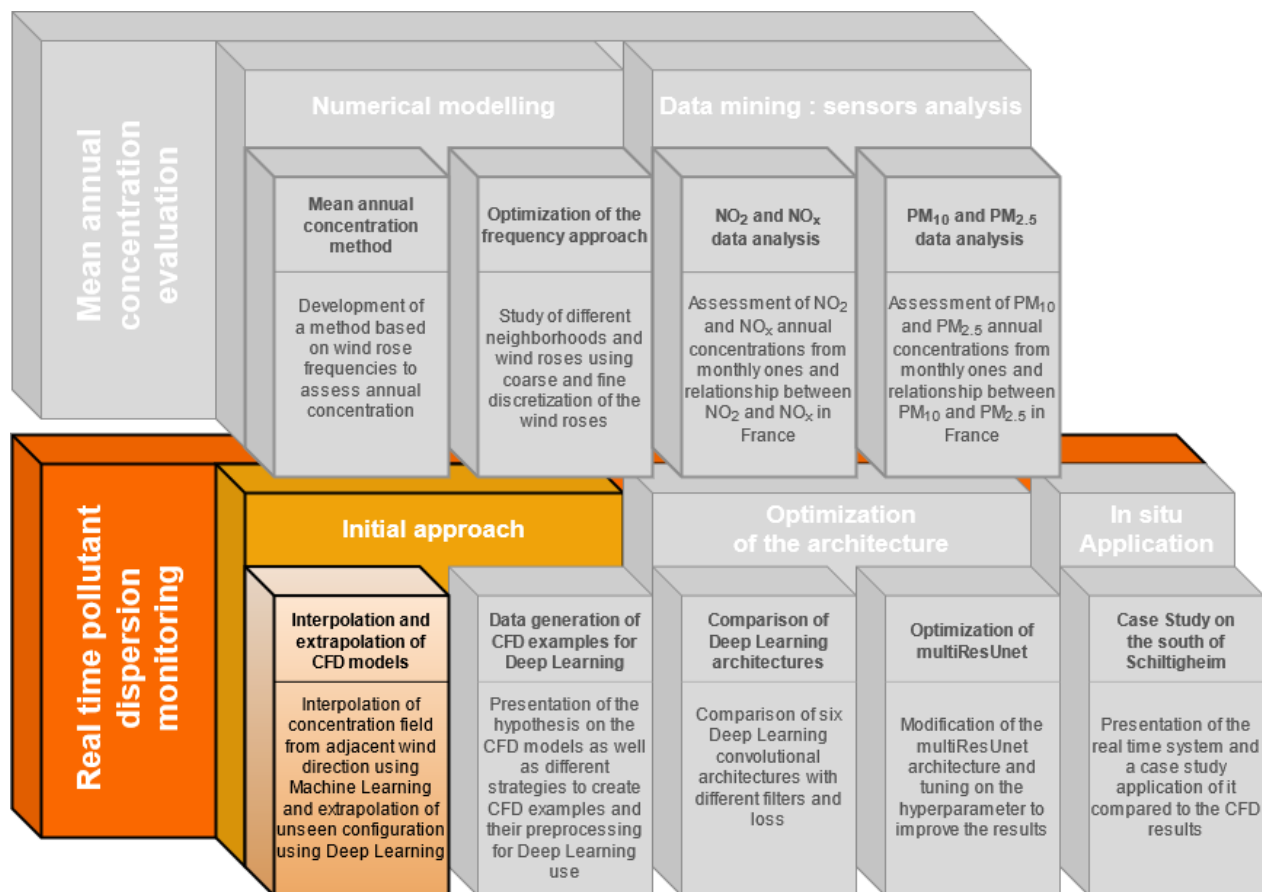 Mean annual
concentration
evaluation
Numerical modelling
Data mining : sensors analysis
Mean annual
concentration
method
Development of
a method based
on wind rose
frequencies to
assess annual
concentration
Optimization of the
frequency approach
Study of different
neighborhoods and
wind roses using
coarse and fine
discretization of the
wind roses
NO₂ and NOₓ
data analysis
Assessment of NO₂
and NOₓ annual
concentrations from
monthly ones and
relationship between
NO₂ and NOₓ in
France
PM₁₀ and PM₂.₅
data analysis
Assessment of PM₁₀
and PM₂.₅ annual
concentrations from
monthly ones and
relationship between
PM₁₀ and PM₂.₅ in
France
Real time pollutant
dispersion
monitoring
Initial approach
Optimization
of the architecture
In situ
Application
Interpolation and
extrapolation of
CFD models
Interpolation of
concentration field
from adjacent wind
direction using
Machine Learning
and extrapolation of
unseen configuration
using Deep Learning
Data generation of
CFD examples for
Deep Learning
Presentation of the
hypothesis on the
CFD models as well
as different
strategies to create
CFD examples and
their preprocessing
for Deep Learning
use
Comparison of
Deep Learning
architectures
Comparison of six
Deep Learning
convolutional
architectures with
different filters and
loss
Optimization of
multiResUnet
Modification of the
multiResUnet
architecture and
tuning on the
hyperparameter to
improve the results
Case Study on
the south of
Schiltigheim
Presentation of the
real time system and
a case study
application of it
compared to the CFD
results